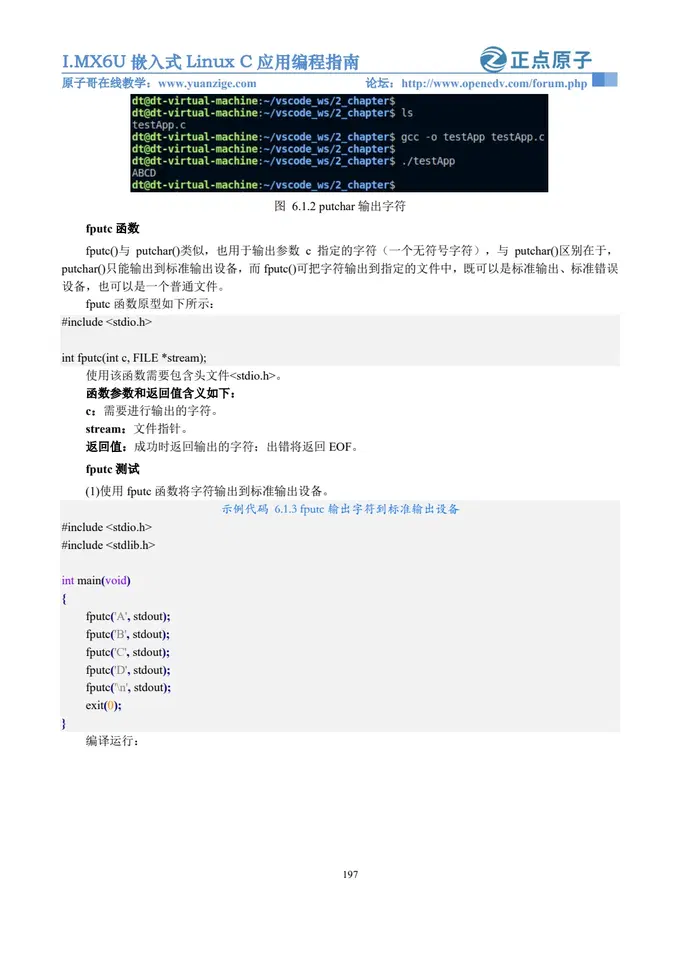 I.MX6U 嵌入式 Linux C 应用编程指南
正点原子
原子哥在线教学：www.yuanzige.com 论坛：http://www.openedv.com/forum.php
dt@dt-virtual-machine:~/vscode_ws/2_chapter$
dt@dt-virtual-machine:~/vscode_ws/2_chapter$ ls
testApp.c
dt@dt-virtual-machine:~/vscode_ws/2_chapter$ gcc -o testApp testApp.c
dt@dt-virtual-machine:~/vscode_ws/2_chapter$
dt@dt-virtual-machine:~/vscode_ws/2_chapter$ ./testApp
ABCD
dt@dt-virtual-machine:~/vscode_ws/2_chapter$
图 6.1.2 putchar 输出字符
fputc 函数
fputc()与 putchar()类似，也用于输出参数 c 指定的字符（一个无符号字符），与 putchar()区别在于，
putchar()只能输出到标准输出设备，而 fputc()可把字符输出到指定的文件中，既可以是标准输出、标准错误
设备，也可以是一个普通文件。
fputc 函数原型如下所示：
#include <stdio.h>
int fputc(int c, FILE *stream);
使用该函数需要包含头文件<stdio.h>。
函数参数和返回值含义如下：
c：需要进行输出的字符。
stream：文件指针。
返回值：成功时返回输出的字符；出错将返回 EOF。
fputc 测试
(1)使用 fputc 函数将字符输出到标准输出设备。
示例代码 6.1.3 fputc 输出字符到标准输出设备
#include <stdio.h>
#include <stdlib.h>
int main(void)
{
fputc('A', stdout);
fputc('B', stdout);
fputc('C', stdout);
fputc('D', stdout);
fputc('\n', stdout);
exit(0);
}
编译运行：
197